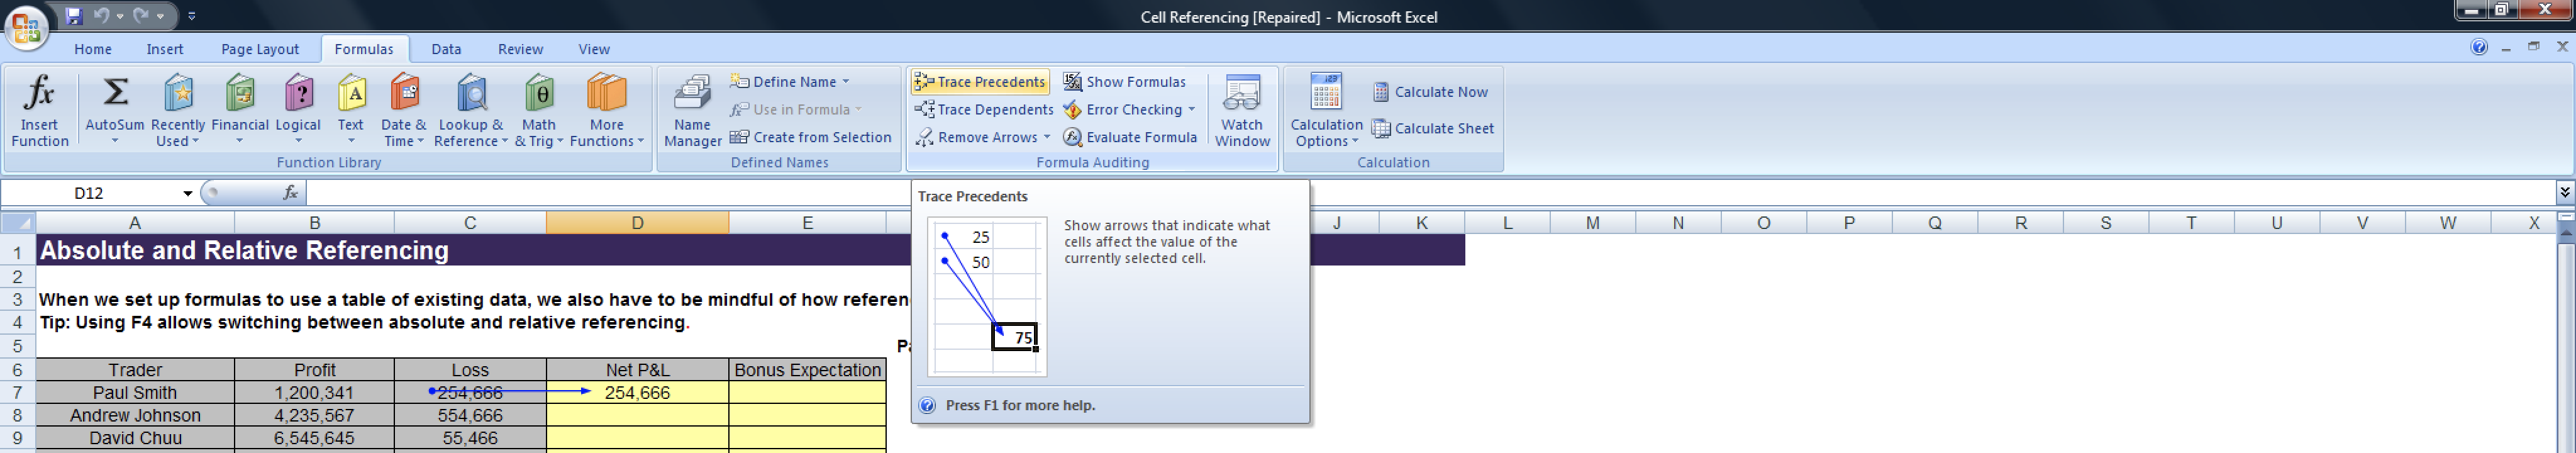 Cell Referencing [Repaired] - Microsoft Excel
Home Insert Page Layout Formulas Data Review View
fx Insert Function
Σ AutoSum
Recently Used
Financial
? Logical
A Text
Date & Time
Lookup & Reference
θ Math & Trig
More Functions
Function Library
Name Manager
Define Name
Use in Formula
Create from Selection
Defined Names
Trace Precedents
Trace Dependents
Remove Arrows
Show Formulas
Error Checking
Evaluate Formula
Watch Window
Formula Auditing
Calculation Options
Calculate Now
Calculate Sheet
Calculation
D12 fx
A B C D E J K L M N O P Q R S T U V W X
1 Absolute and Relative Referencing
2
3 When we set up formulas to use a table of existing data, we also have to be mindful of how referen
4 Tip: Using F4 allows switching between absolute and relative referencing.
5
6 Trader Profit Loss Net P&L Bonus Expectation
7 Paul Smith 1,200,341 254,666 254,666
8 Andrew Johnson 4,235,567 554,666
9 David Chuu 6,545,645 55,466
Trace Precedents
25
50
75
Show arrows that indicate what
cells affect the value of the
currently selected cell.
Press F1 for more help.